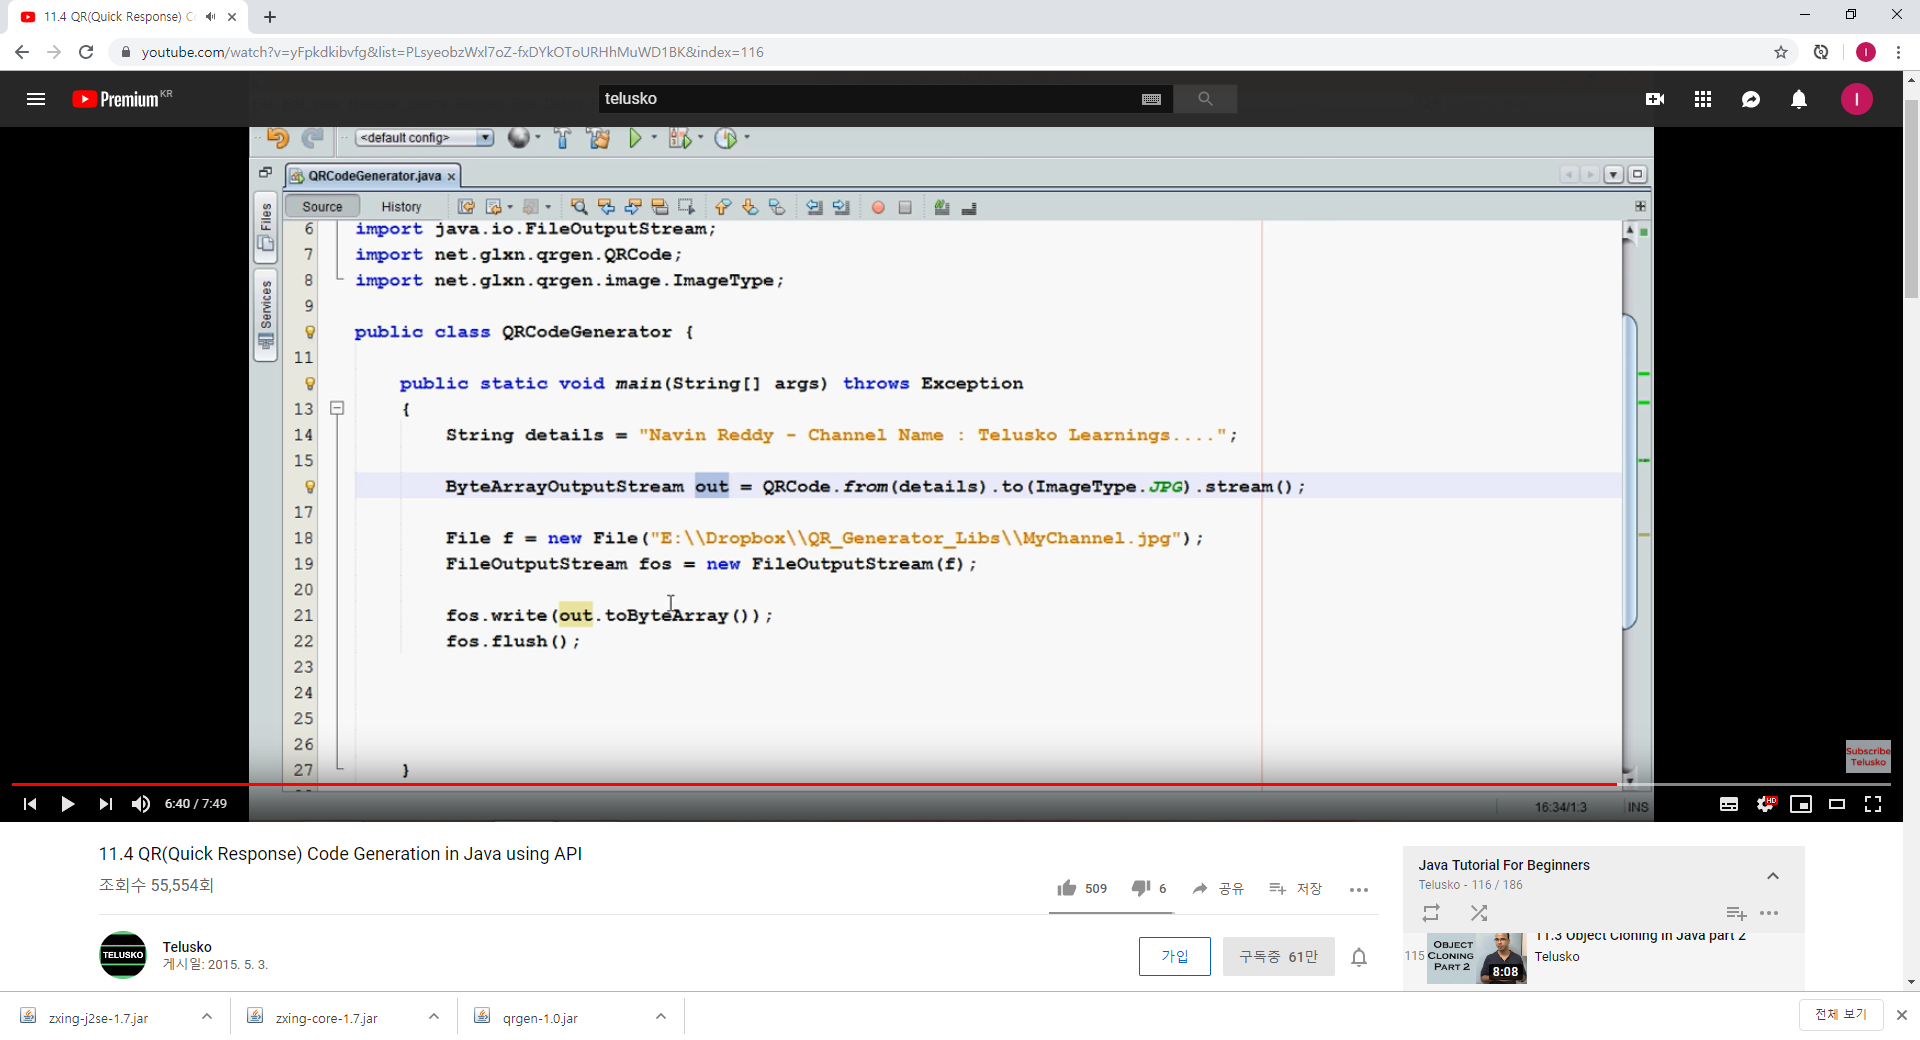 11.4 QR(Quick Response) C
youtube.com/watch?v=yFpkdkibvfg&list=PLsyeobzWxl7oZ-fxDYkOToURHhMuWD1BK&index=116
I
Premium KR
telusko
I
<default config>
QRCodeGenerator.java
Source History
Files
Services
6 import java.io.FileOutputStream;
7 import net.glxn.qrgen.QRCode;
8 import net.glxn.qrgen.image.ImageType;
9
public class QRCodeGenerator {
11
public static void main(String[] args) throws Exception
13 {
14 String details = "Navin Reddy - Channel Name : Telusko Learnings....";
15
ByteArrayOutputStream out = QRCode.from(details).to(ImageType.JPG).stream();
17
18 File f = new File("E:\\Dropbox\\QR_Generator_Libs\\MyChannel.jpg");
19 FileOutputStream fos = new FileOutputStream(f);
20
21 fos.write(out.toByteArray());
22 fos.flush();
23
24
25
26
27 }
Subscribe
Telusko
6:40 / 7:49
HD
16:34/1:3 INS
11.4 QR(Quick Response) Code Generation in Java using API
조회수 55,554회
509 6 공유 저장
Telusko
게시일: 2015. 5. 3.
TELUSKO
가입 구독중 61만
Java Tutorial For Beginners
Telusko - 116 / 186
115
OBJECT
CLONING
PART 2
8:08
11.3 Object Cloning in Java part 2
Telusko
zxing-j2se-1.7.jar zxing-core-1.7.jar qrgen-1.0.jar 전체 보기